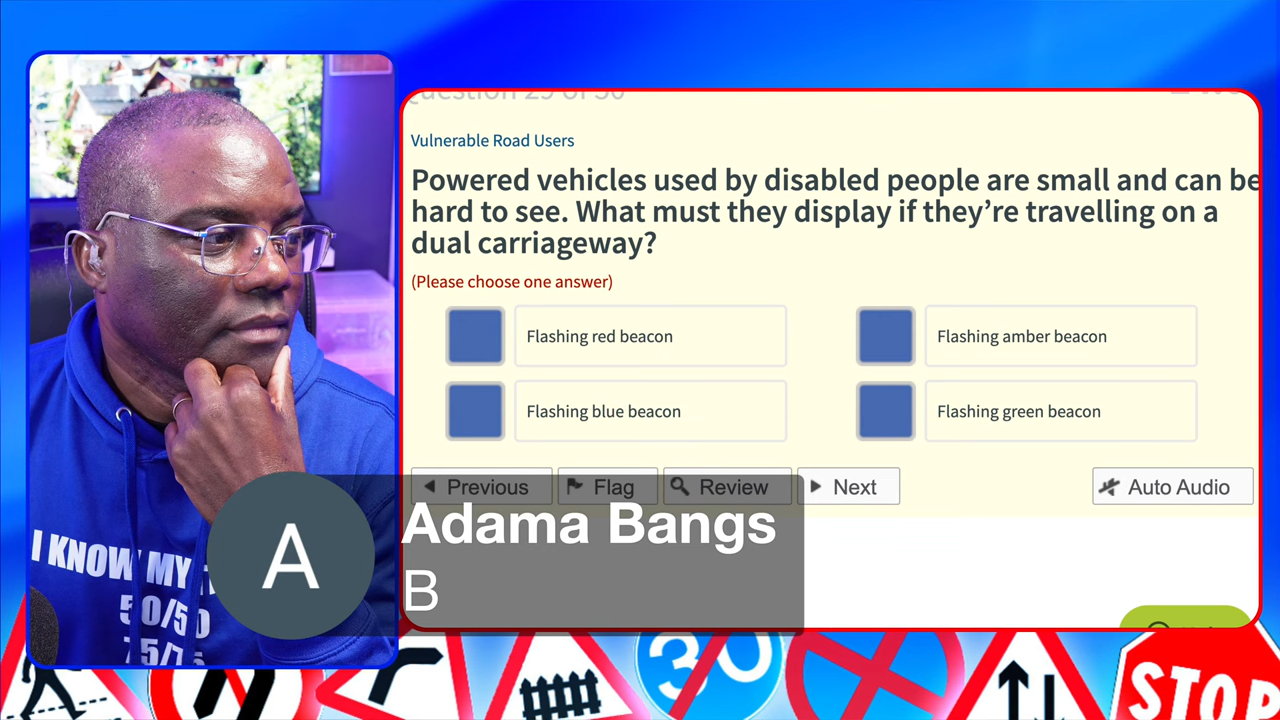 Vulnerable Road Users
Powered vehicles used by disabled people are small and can be
hard to see. What must they display if they’re travelling on a
dual carriageway?
(Please choose one answer)
Flashing red beacon
Flashing amber beacon
Flashing blue beacon
Flashing green beacon
Previous
Flag
Review
Next
Auto Audio
Adama Bangs
B
A
I KNOW MY
50/50
30
STOP